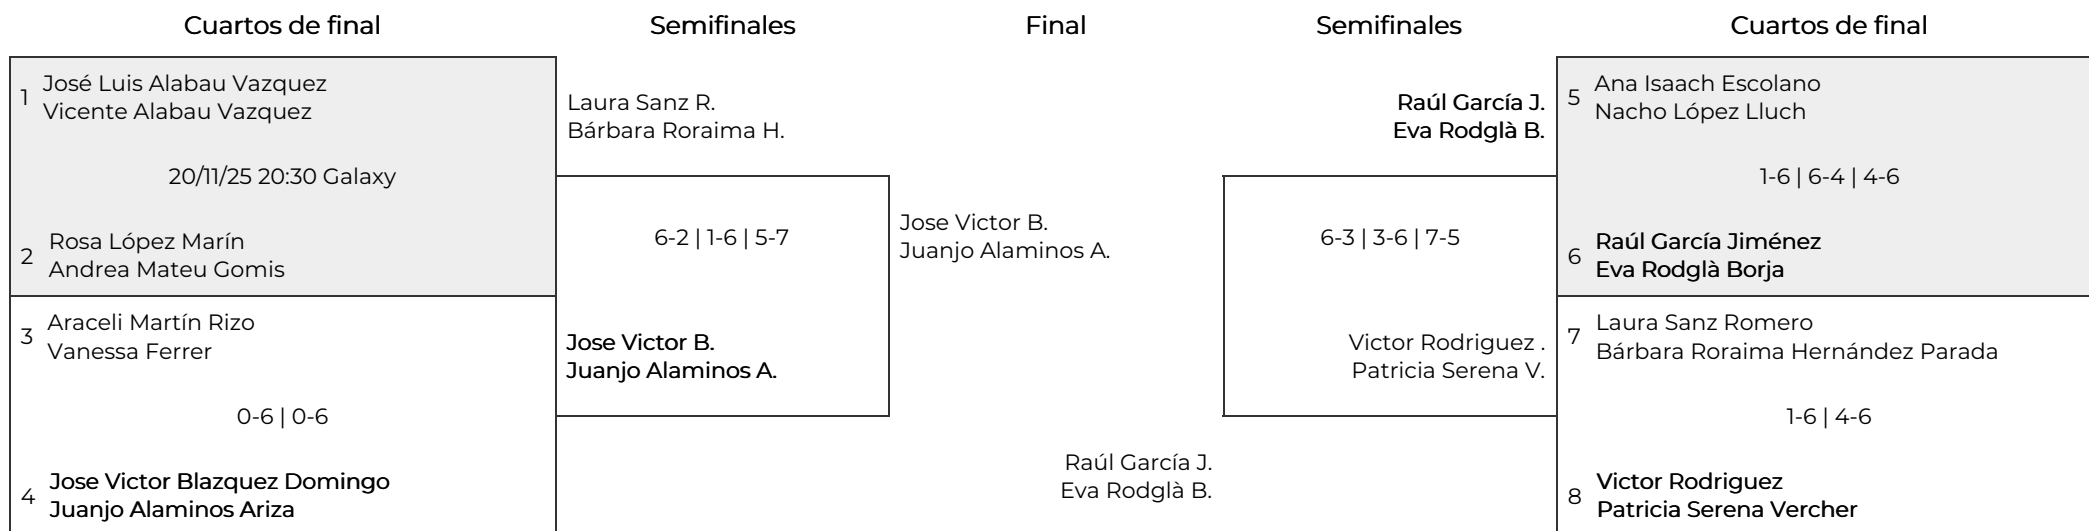 Cuartos de final
Semifinales
Final
Semifinales
Cuartos de final
1
José Luis Alabau Vazquez
Vicente Alabau Vazquez
20/11/25 20:30 Galaxy
2
Rosa López Marín
Andrea Mateu Gomis
3
Araceli Martín Rizo
Vanessa Ferrer
0-6 | 0-6
4
Jose Victor Blazquez Domingo
Juanjo Alaminos Ariza
Laura Sanz R.
Bárbara Roraima H.
6-2 | 1-6 | 5-7
Jose Victor B.
Juanjo Alaminos A.
Jose Victor B.
Juanjo Alaminos A.
Raúl García J.
Eva Rodglà B.
Raúl García J.
Eva Rodglà B.
6-3 | 3-6 | 7-5
Victor Rodriguez .
Patricia Serena V.
5
Ana Isaach Escolano
Nacho López Lluch
1-6 | 6-4 | 4-6
6
Raúl García Jiménez
Eva Rodglà Borja
7
Laura Sanz Romero
Bárbara Roraima Hernández Parada
1-6 | 4-6
8
Victor Rodriguez
Patricia Serena Vercher